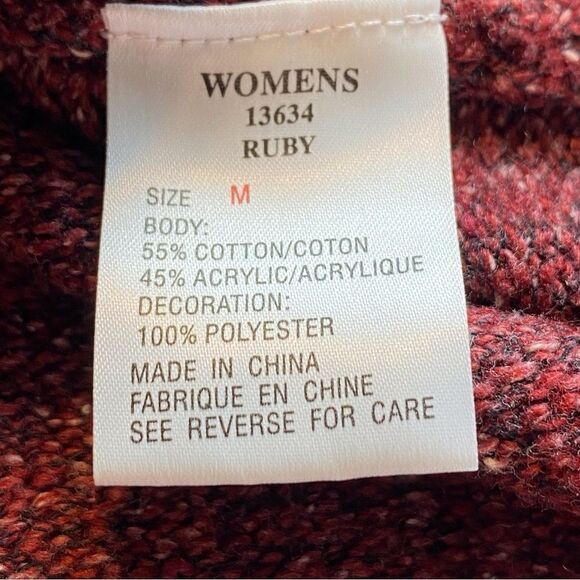 WOMENS
13634
RUBY
SIZE M
BODY:
55% COTTON/COTON
45% ACRYLIC/ACRYLIQUE
DECORATION:
100% POLYESTER
MADE IN CHINA
FABRIQUE EN CHINE
SEE REVERSE FOR CARE